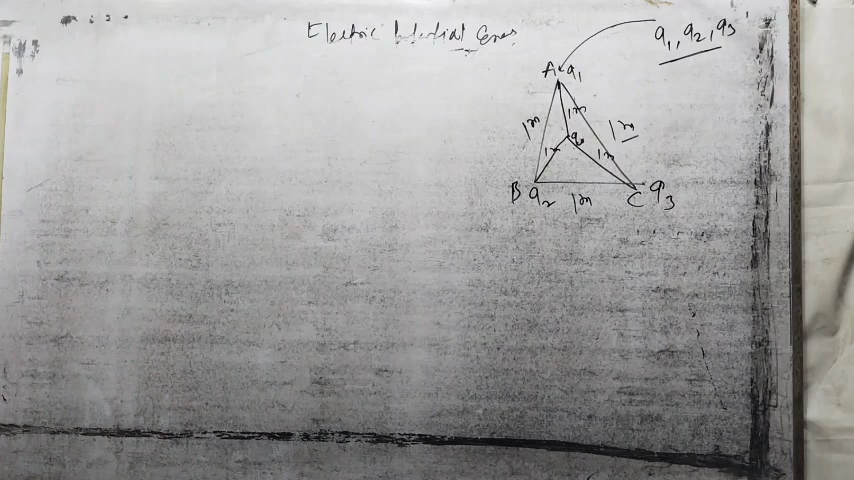 Electric Potential Energy
q1, q2, q3
A q1
1m 1m 1m
q0
1m 1m
B q2 1m C q3